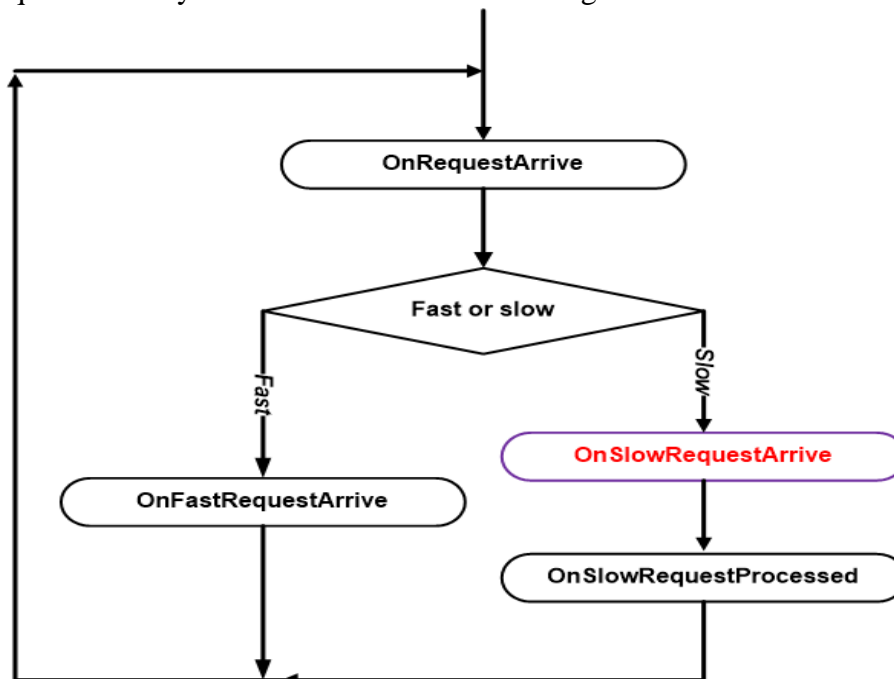 OnRequestArrive
Fast or slow
Fast
Slow
OnSlowRequestArrive
OnFastRequestArrive
OnSlowRequestProcessed